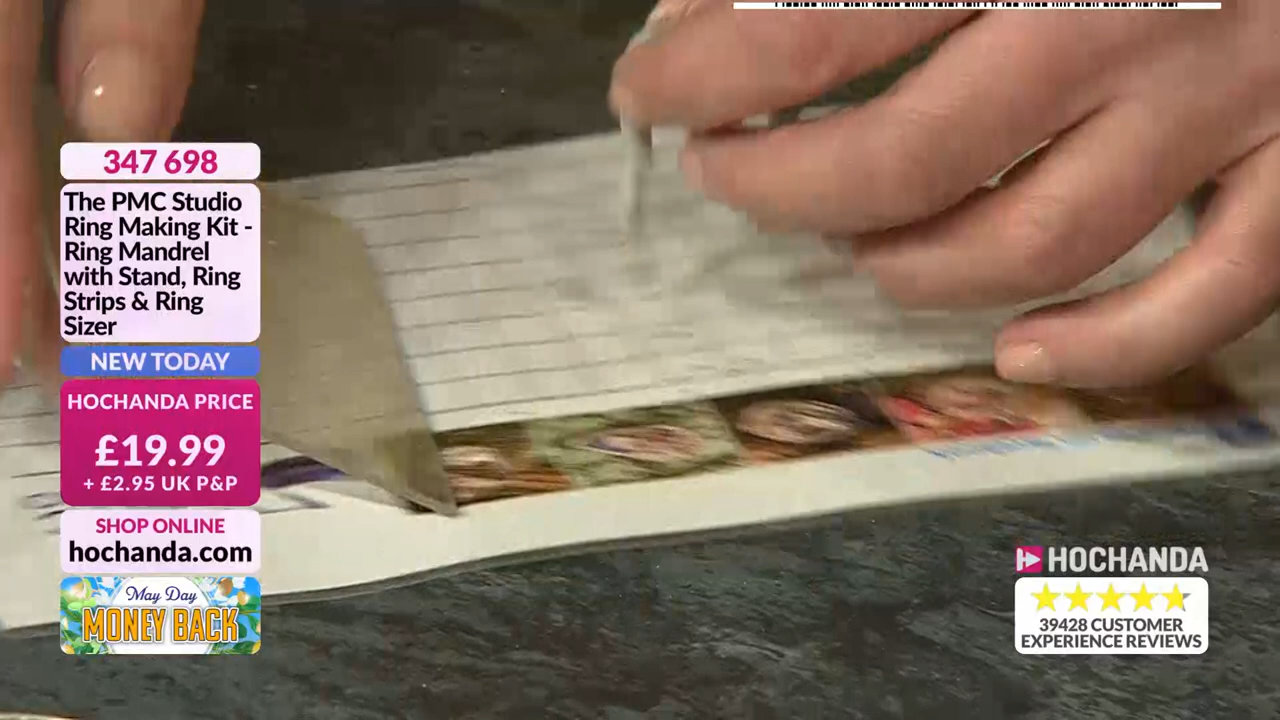 347 698
The PMC Studio
Ring Making Kit -
Ring Mandrel
with Stand, Ring
Strips & Ring
Sizer
NEW TODAY
HOCHANDA PRICE
£19.99
+ £2.95 UK P&P
SHOP ONLINE
hochanda.com
May Day
MONEY BACK
HOCHANDA
39428 CUSTOMER
EXPERIENCE REVIEWS